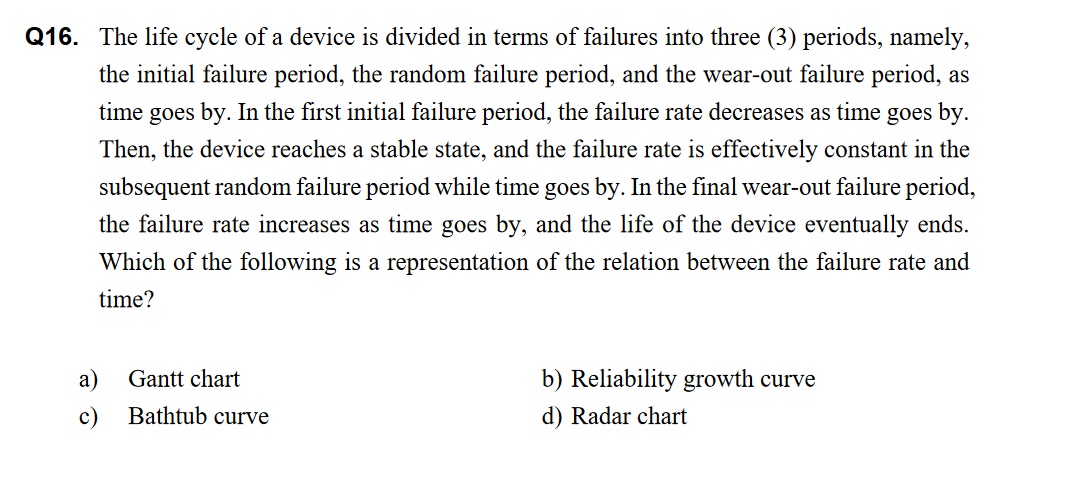 Q16. The life cycle of a device is divided in terms of failures into three (3) periods, namely,
the initial failure period, the random failure period, and the wear-out failure period, as
time goes by. In the first initial failure period, the failure rate decreases as time goes by.
Then, the device reaches a stable state, and the failure rate is effectively constant in the
subsequent random failure period while time goes by. In the final wear-out failure period,
the failure rate increases as time goes by, and the life of the device eventually ends.
Which of the following is a representation of the relation between the failure rate and
time?
a) Gantt chart b) Reliability growth curve
c) Bathtub curve d) Radar chart